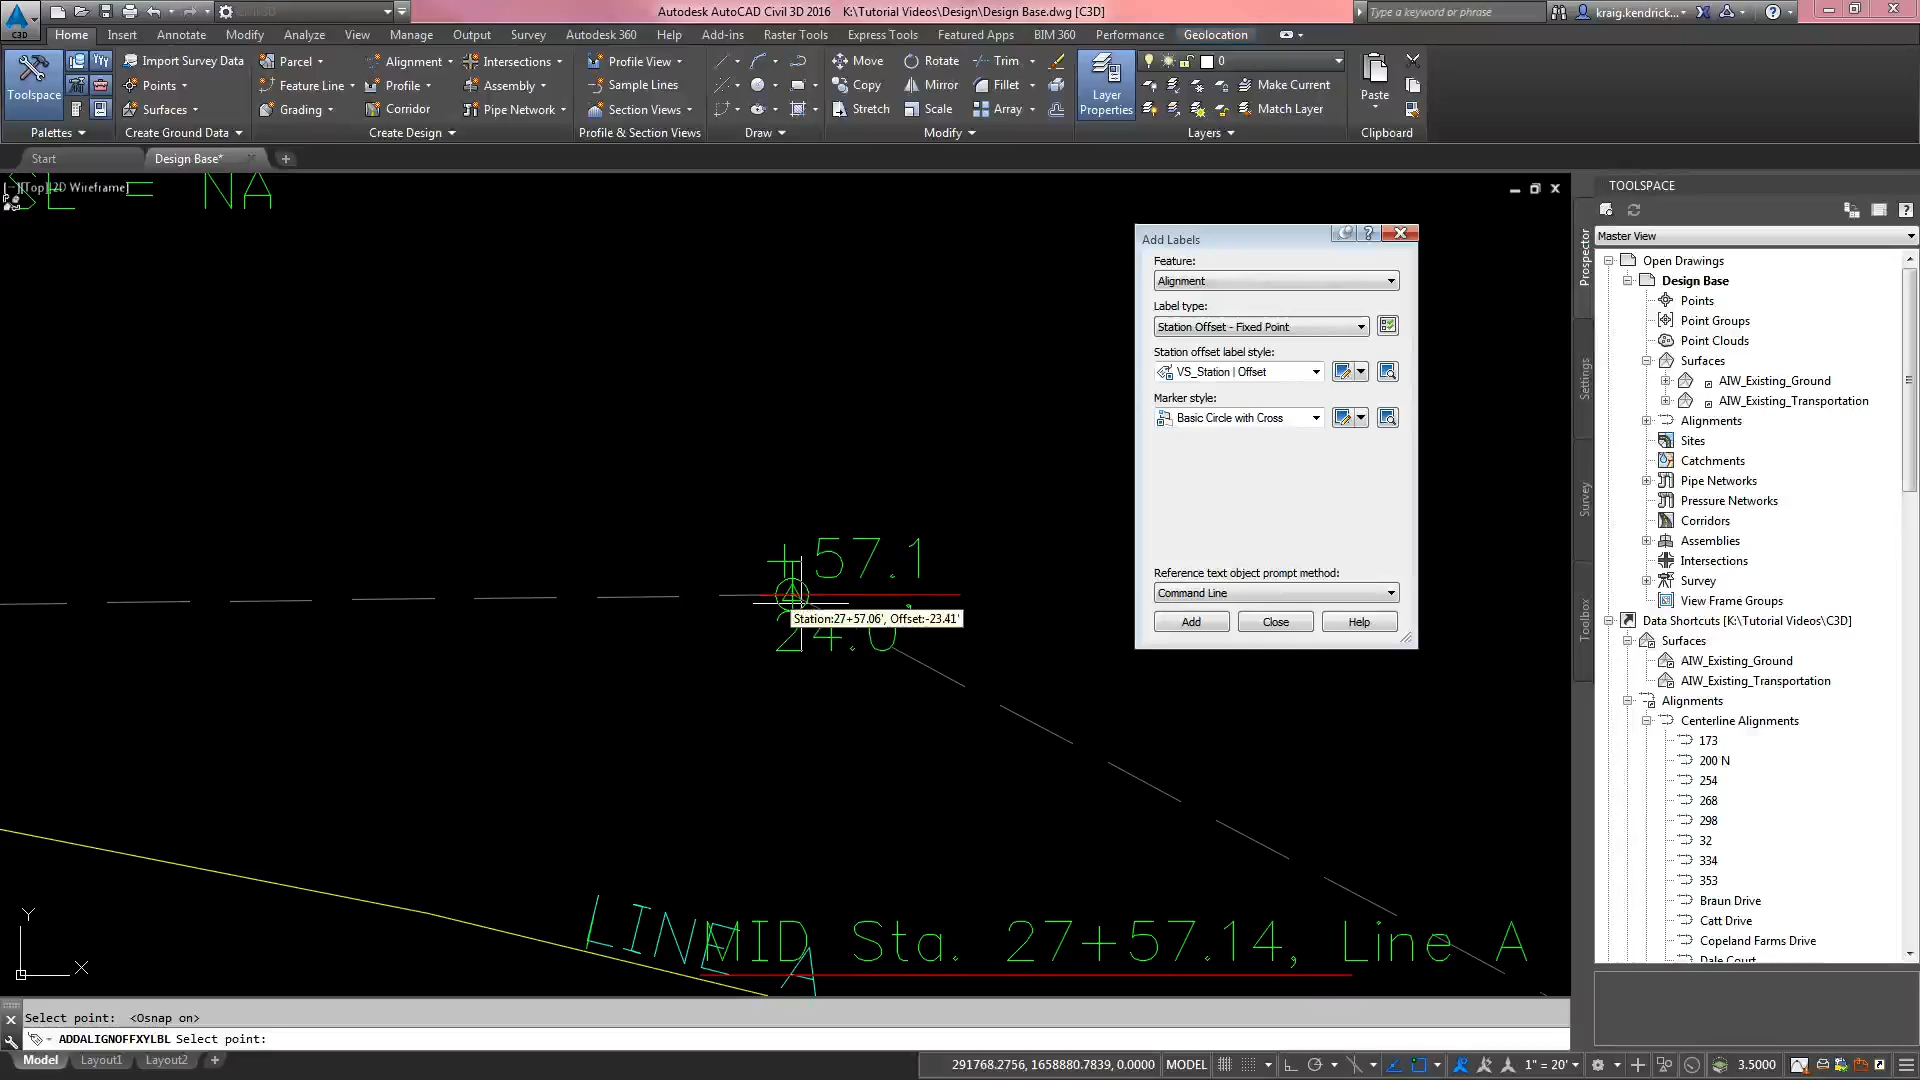 Autodesk AutoCAD Civil 3D 2016 K:\Tutorial Videos\Design\Design Base.dwg [C3D]
Type a keyword or phrase
kraig.kendrick...
C3D
Home Insert Annotate Modify Analyze View Manage Output Survey Autodesk 360 Help Add-ins Raster Tools Express Tools Featured Apps BIM 360 Performance Geolocation
Import Survey Data Parcel Alignment Intersections Profile View Move Rotate Trim 0
Toolspace Points Feature Line Profile Assembly Sample Lines Copy Mirror Fillet Layer Properties Make Current Paste
Surfaces Grading Corridor Pipe Network Section Views Stretch Scale Array Match Layer
Palettes Create Ground Data Create Design Profile & Section Views Draw Modify Layers Clipboard
Start Design Base*
[−][Top][2D Wireframe]
SL = NA
+57.1
24.0
Station:27+57.06', Offset:-23.41'
LINE A
MID Sta. 27+57.14, Line A
Y
X
Add Labels
Feature:
Alignment
Label type:
Station Offset - Fixed Point
Station offset label style:
VS_Station | Offset
Marker style:
Basic Circle with Cross
Reference text object prompt method:
Command Line
Add Close Help
TOOLSPACE
Master View
Prospector
Settings
Survey
Toolbox
Open Drawings
Design Base
Points
Point Groups
Point Clouds
Surfaces
AIW_Existing_Ground
AIW_Existing_Transportation
Alignments
Sites
Catchments
Pipe Networks
Pressure Networks
Corridors
Assemblies
Intersections
Survey
View Frame Groups
Data Shortcuts [K:\Tutorial Videos\C3D]
Surfaces
AIW_Existing_Ground
AIW_Existing_Transportation
Alignments
Centerline Alignments
173
200 N
254
268
298
32
334
353
Braun Drive
Catt Drive
Copeland Farms Drive
Dale Court
Select point: <Osnap on>
ADDALIGNOFFXYLBL Select point:
Model Layout1 Layout2
291768.2756, 1658880.7839, 0.0000 MODEL 1" = 20' 3.5000